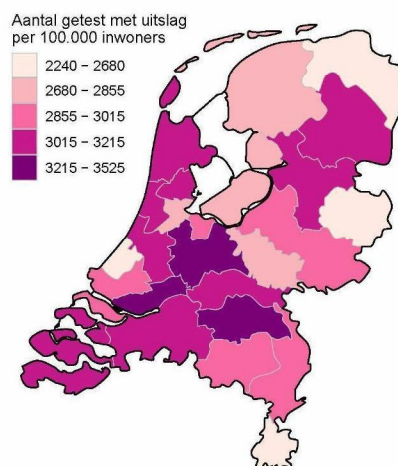 Aantal getest met uitslag
per 100.000 inwoners
2240 – 2680
2680 – 2855
2855 – 3015
3015 – 3215
3215 – 3525